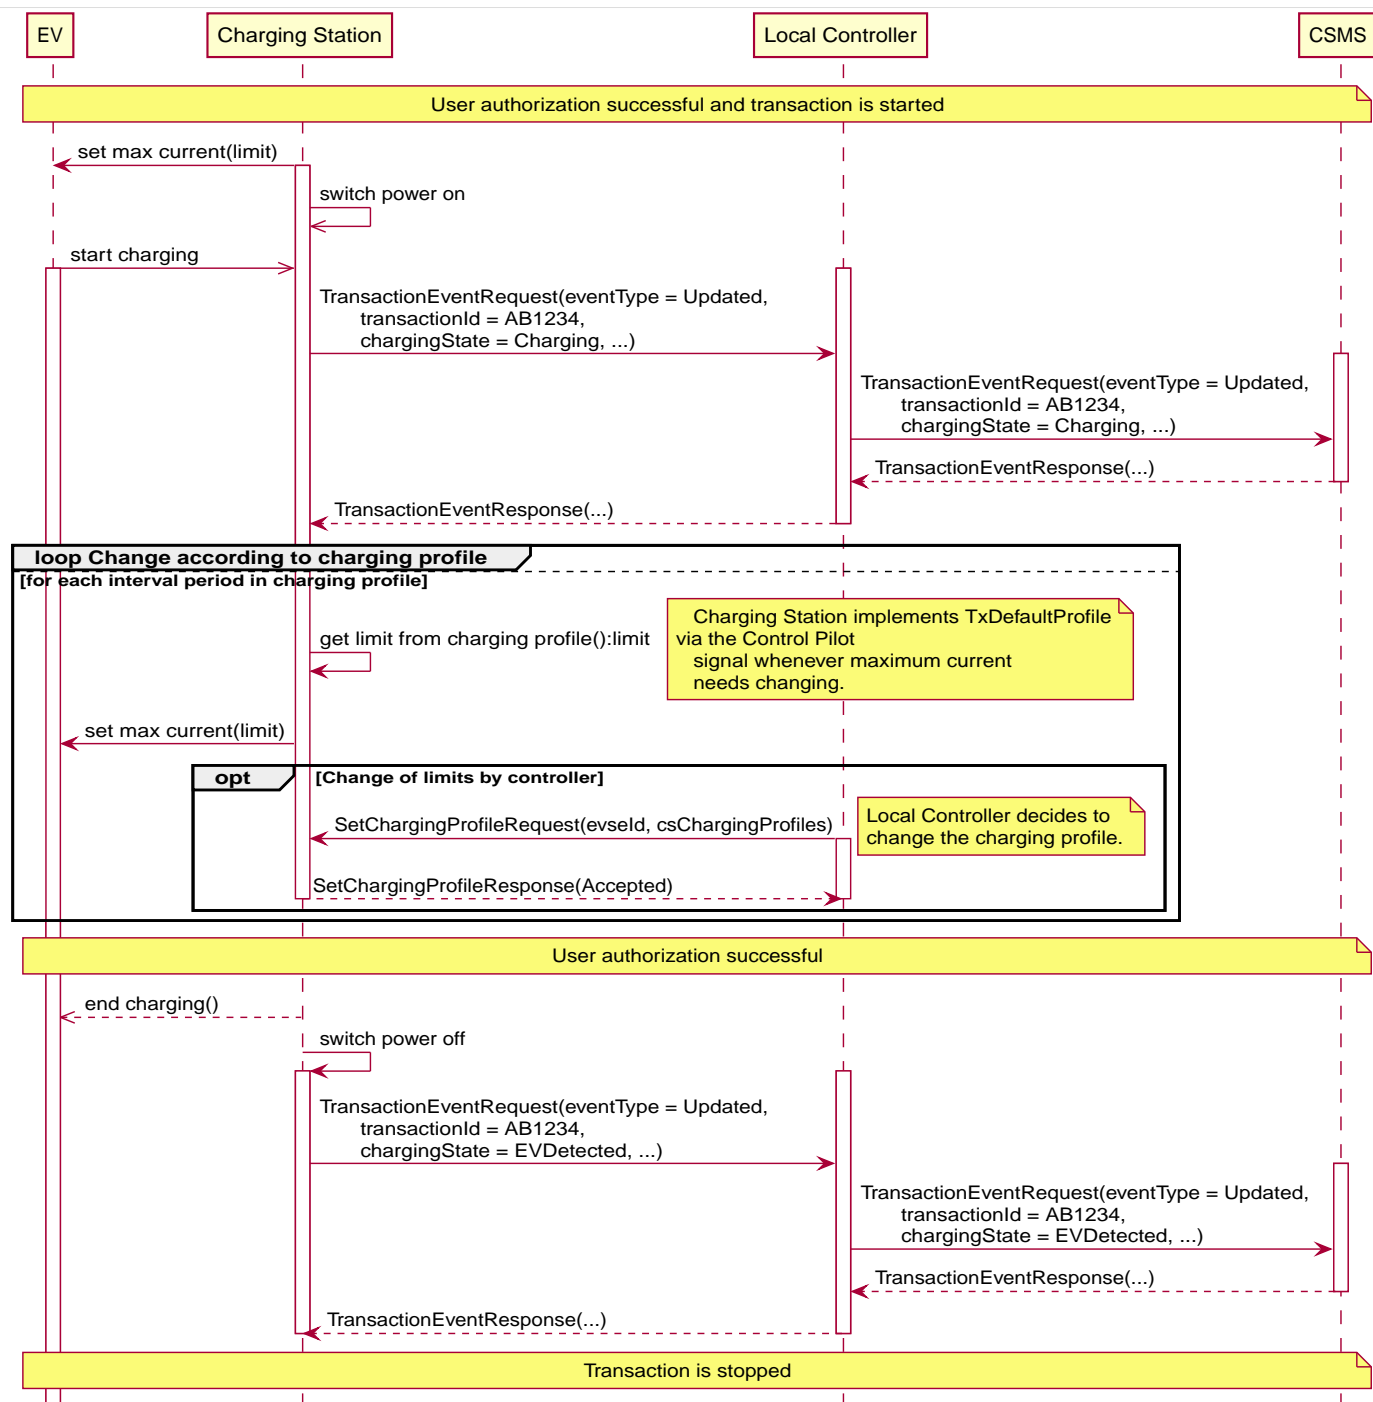 EV
Charging Station
Local Controller
CSMS
User authorization successful and transaction is started
set max current(limit)
switch power on
start charging
TransactionEventRequest(eventType = Updated,
transactionId = AB1234,
chargingState = Charging, ...)
TransactionEventRequest(eventType = Updated,
transactionId = AB1234,
chargingState = Charging, ...)
TransactionEventResponse(...)
TransactionEventResponse(...)
loop Change according to charging profile
[for each interval period in charging profile]
Charging Station implements TxDefaultProfile
via the Control Pilot
signal whenever maximum current
needs changing.
get limit from charging profile():limit
set max current(limit)
opt
[Change of limits by controller]
Local Controller decides to
change the charging profile.
SetChargingProfileRequest(evseId, csChargingProfiles)
SetChargingProfileResponse(Accepted)
User authorization successful
end charging()
switch power off
TransactionEventRequest(eventType = Updated,
transactionId = AB1234,
chargingState = EVDetected, ...)
TransactionEventRequest(eventType = Updated,
transactionId = AB1234,
chargingState = EVDetected, ...)
TransactionEventResponse(...)
TransactionEventResponse(...)
Transaction is stopped